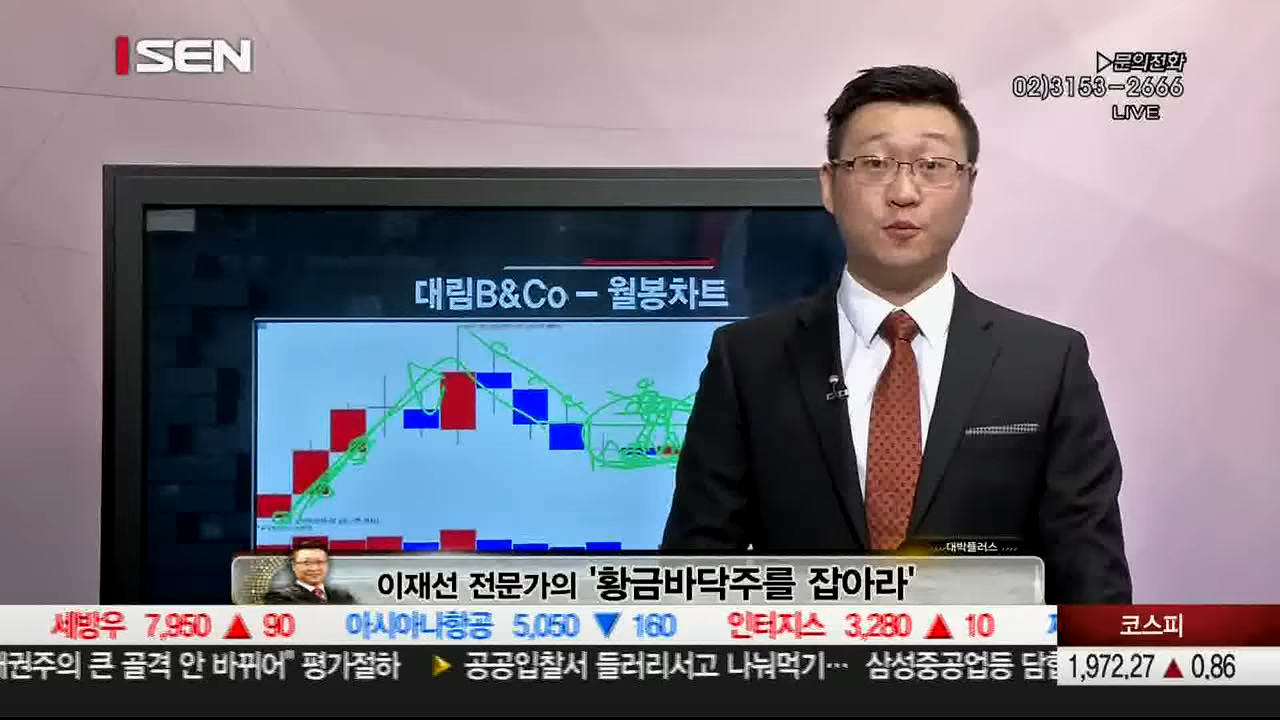 SEN
▷문의전화
02)3153-2666
LIVE
대림B&Co - 월봉차트
대박플러스
이재선 전문가의 '황금바닥주를 잡아라'
세방우 7,950 ▲ 90 아시아나항공 5,050 ▼ 160 인터지스 3,280 ▲ 10
코스피
권주의 큰 골격 안 바뀌어" 평가절하 ▶ 공공입찰서 들러리서고 나눠먹기… 삼성중공업등 담합
1,972.27 ▲ 0.86